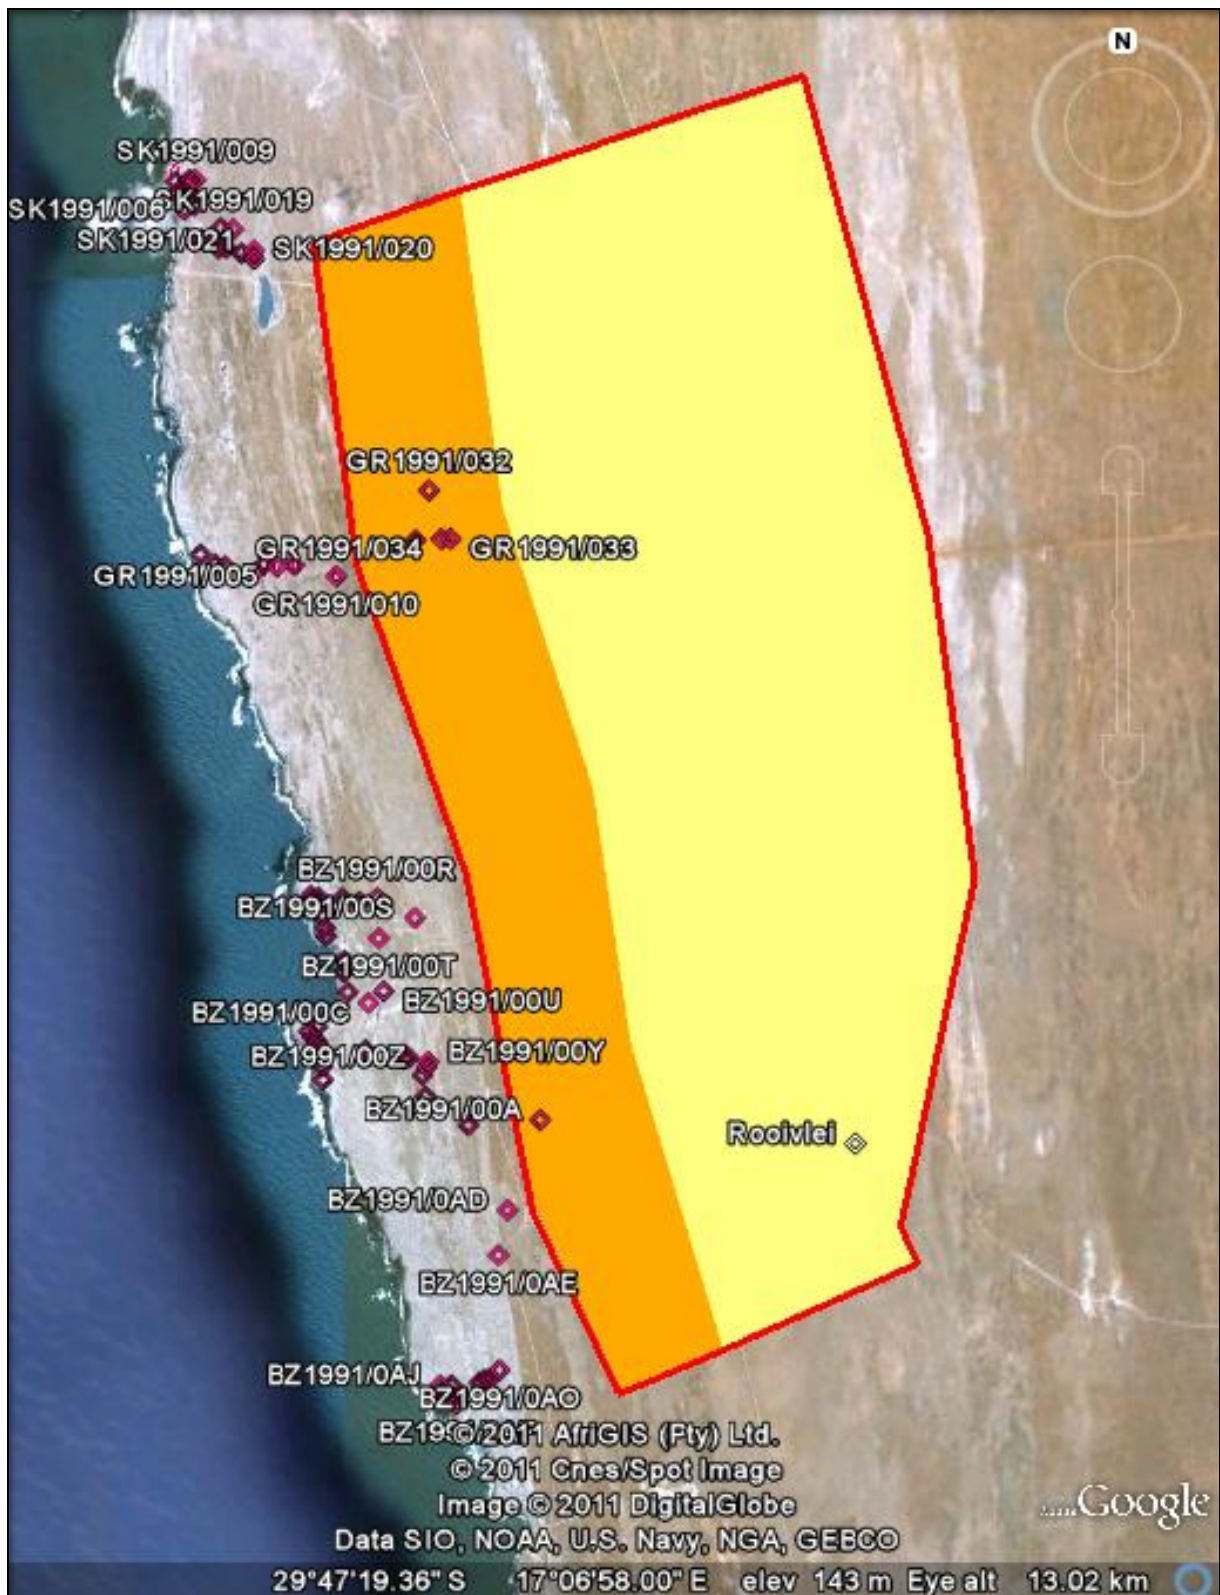 N
SK1991/009
SK1991/006
SK1991/019
SK1991/021
SK1991/020
GR1991/032
GR1991/034
GR1991/033
GR1991/005
GR1991/010
BZ1991/00R
BZ1991/00S
BZ1991/00T
BZ1991/00U
BZ1991/00C
BZ1991/00Y
BZ1991/00Z
BZ1991/00A
Rooivlei
BZ1991/0AD
BZ1991/0AE
BZ1991/0AJ
BZ1991/0AO
© 2011 AfriGIS (Pty) Ltd.
© 2011 Cnes/Spot Image
Image © 2011 DigitalGlobe
Data SIO, NOAA, U.S. Navy, NGA, GEBCO
Google
29°47'19.36" S 17°06'58.00" E elev 143 m Eye alt 13.02 km